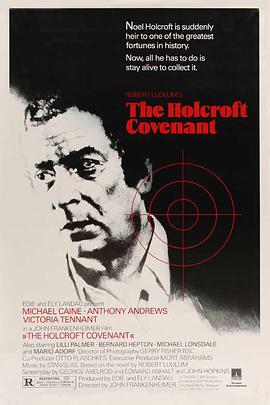 Noel Holcroft is suddenly
heir to one of the greatest
fortunes in history.
Now, all he has to do is
stay alive to collect it.
ROBERT LUDLUM'S
The Holcroft
Covenant
EDIE and ELY LANDAU present
MICHAEL CAINE · ANTHONY ANDREWS
VICTORIA TENNANT
in a JOHN FRANKENHEIMER Film
»THE HOLCROFT COVENANT«
Also starring LILLI PALMER · BERNARD HEPTON · MICHAEL LONSDALE
and MARIO ADORF Director of Photography GERRY FISHER BSC.
Co Producer OTTO PLASCHKES Executive Producer MORT ABRAHAMS
Music by STANISLAS Based on the novel by ROBERT LUDLUM
Screenplay by GEORGE AXELROD and EDWARD ANHALT and JOHN HOPKINS
Produced by EDIE and ELY LANDAU
Directed by JOHN FRANKENHEIMER
R RESTRICTED